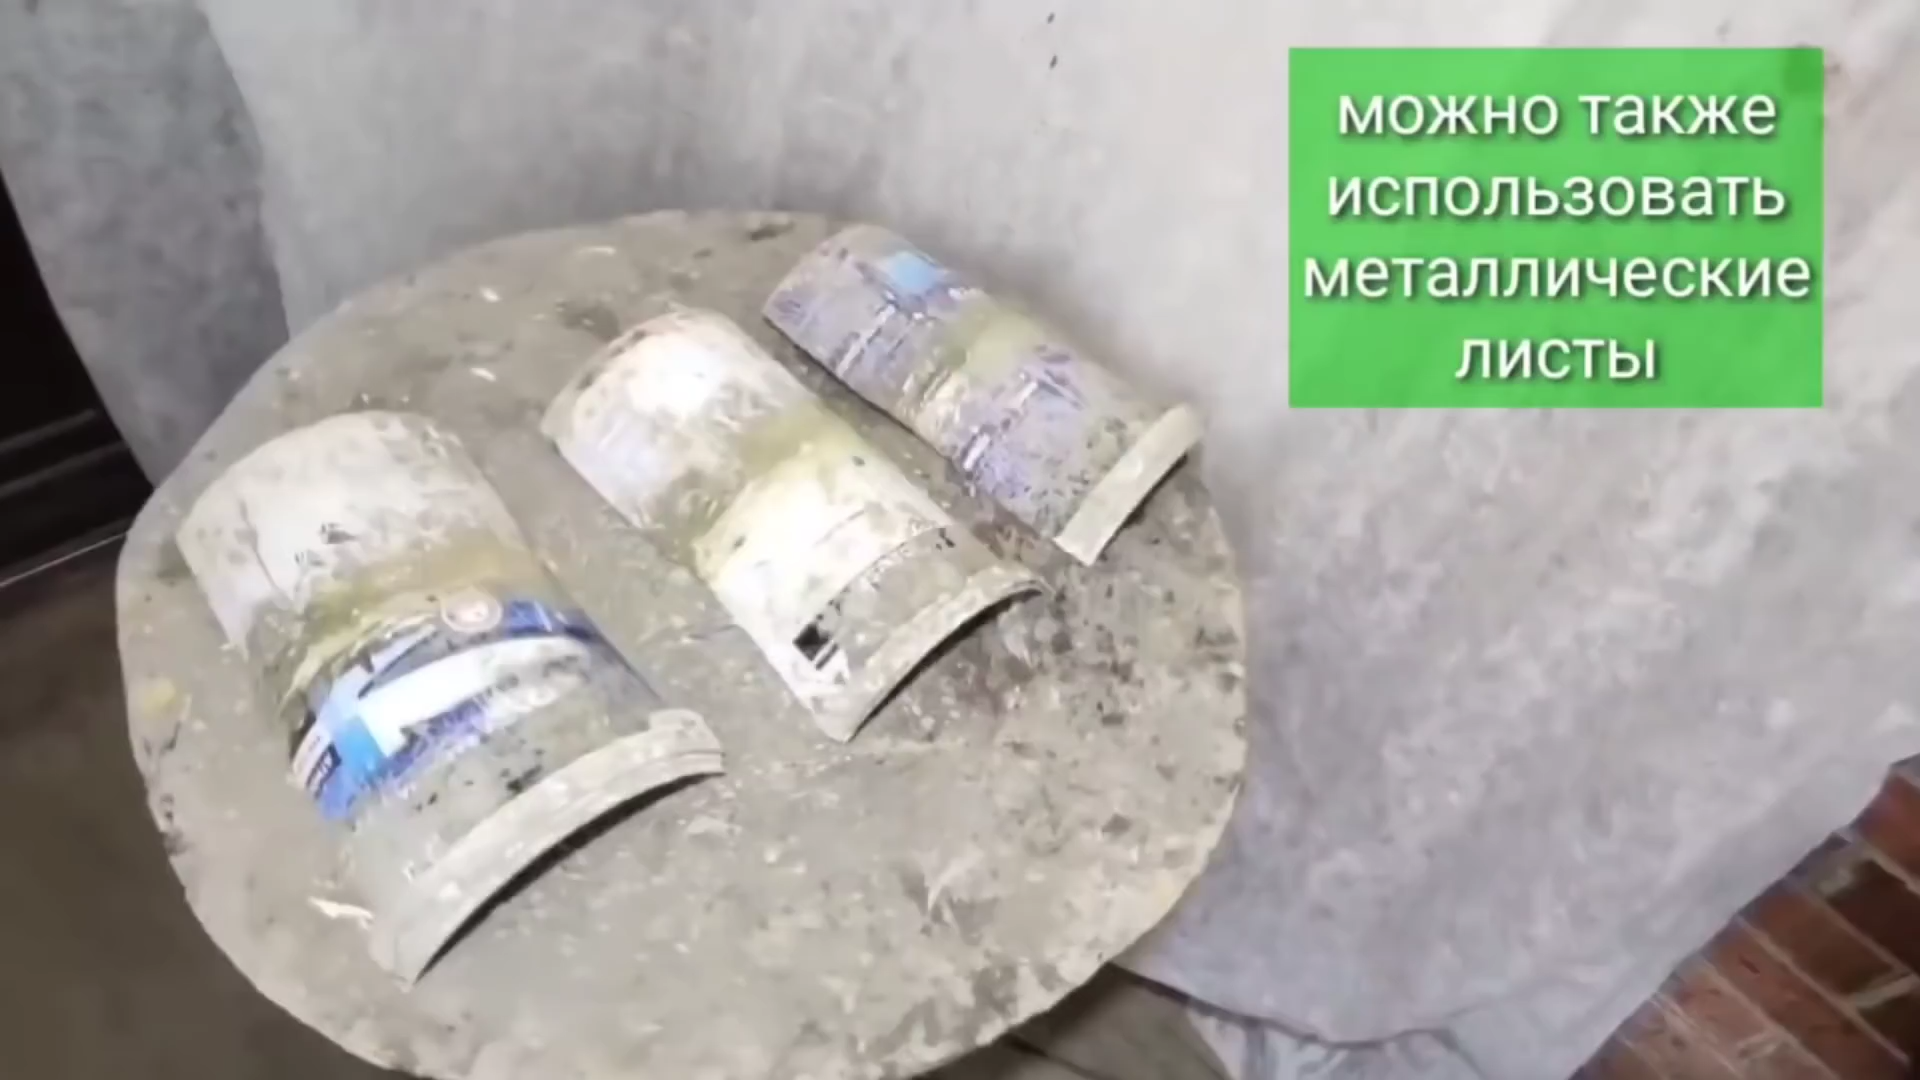 можно также
использовать
металлические
листы